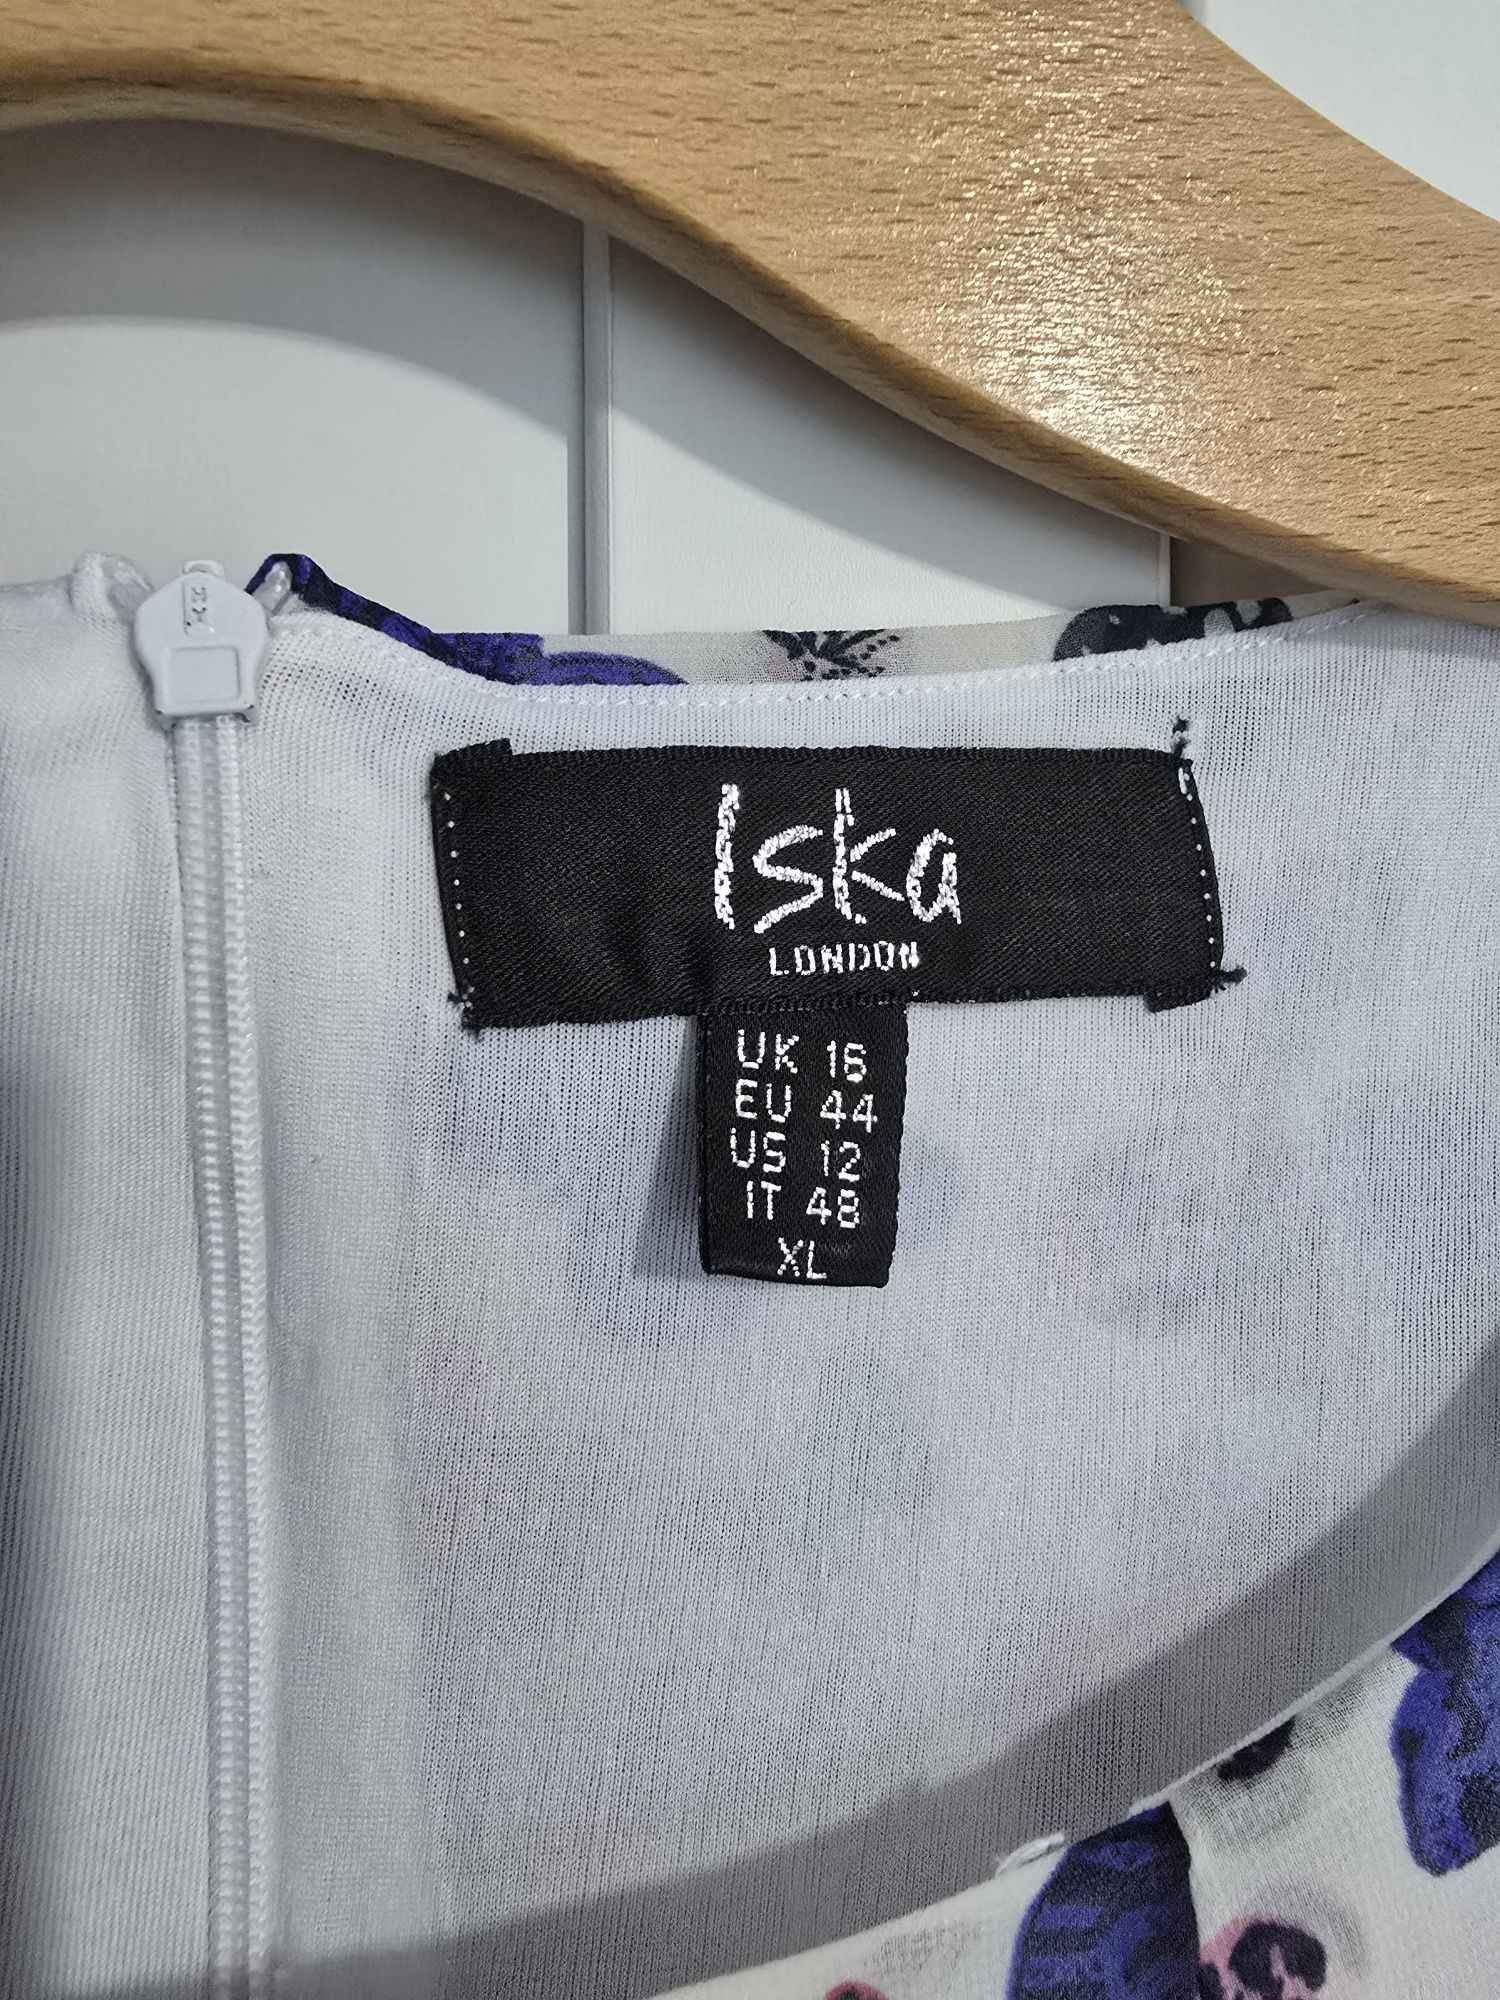 Iska
LONDON
UK 16
EU 44
US 12
IT 48
XL